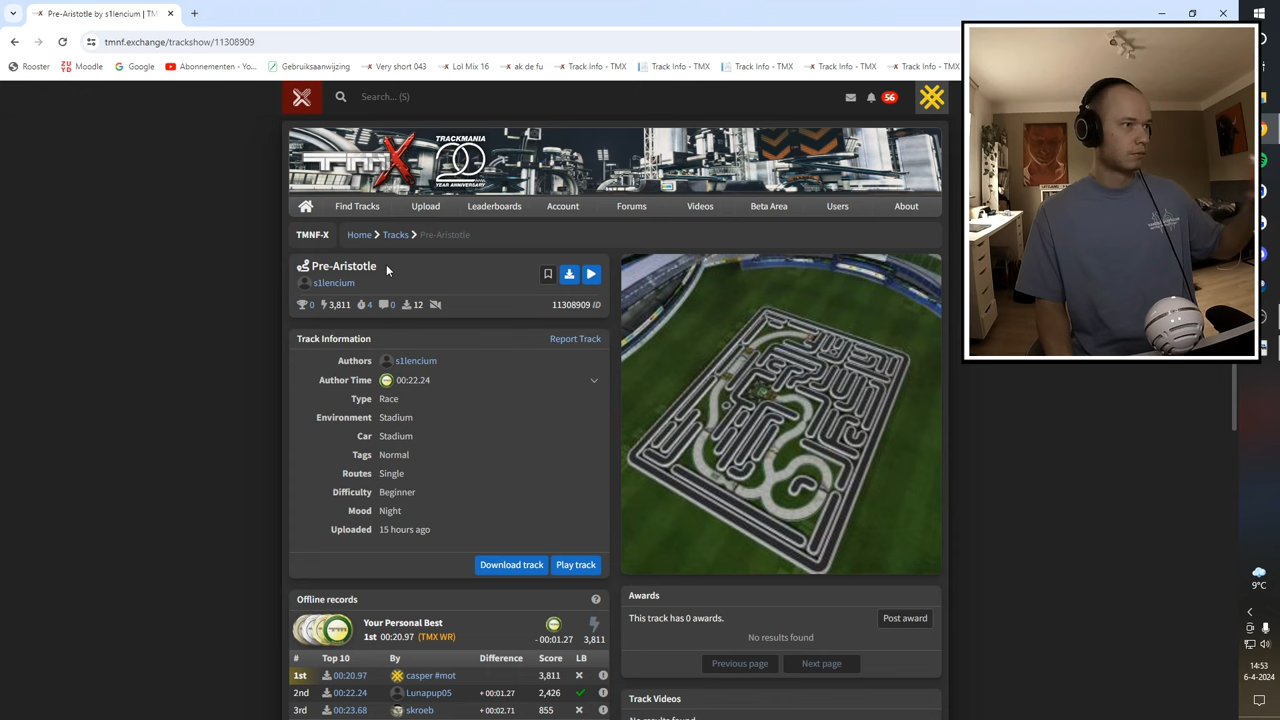 Pre-Aristotle by s1lencium | TM
tmnf.exchange/trackshow/11308909
Rooster
Moodle
Google
Abonnementen - Yo...
Gebruiksaanwijzing
Very short 043
Lol Mix 16
ak de fu
Track Info - TMX
Track Info - TMX
Track Info - TMX
Track Info - TMX
Track Info - TMX
Search... (S)
56
TRACKMANIA
20
YEAR ANNIVERSARY
Find Tracks
Upload
Leaderboards
Account
Forums
Videos
Beta Area
Users
About
TMNF-X
Home
Tracks
Pre-Aristotle
Pre-Aristotle
s1lencium
0
3,811
4
0
12
11308909 ID
Track Information
Report Track
Authors s1lencium
Author Time 00:22.24
Type Race
Environment Stadium
Car Stadium
Tags Normal
Routes Single
Difficulty Beginner
Mood Night
Uploaded 15 hours ago
Download track
Play track
Awards
This track has 0 awards.
Post award
No results found
Previous page
Next page
Track Videos
Offline records
Your Personal Best
1st 00:20.97 (TMX WR)
- 00:01.27
3,811
# Top 10 By Difference Score LB
1st 00:20.97 casper #mot 3,811
2nd 00:22.24 Lunapup05 + 00:01.27 2,426
3rd 00:23.68 skroeb + 00:02.71 855
9°C
14:53
6-4-2024